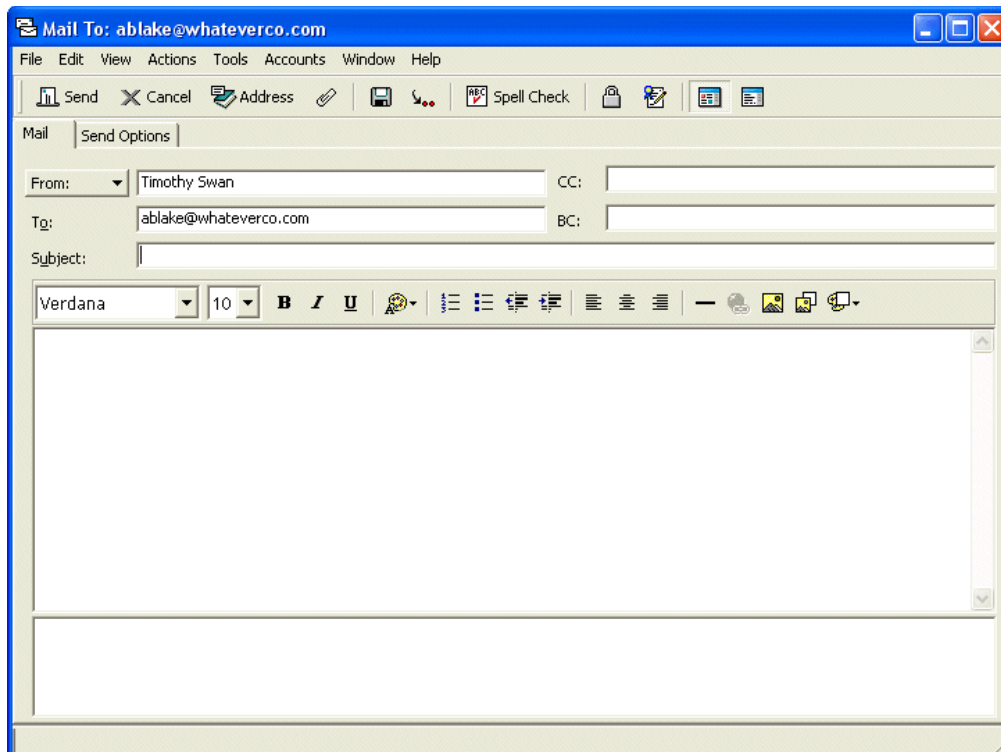 Mail To: ablake@whateverco.com
File Edit View Actions Tools Accounts Window Help
Send Cancel Address ABC Spell Check
Mail Send Options
From: Timothy Swan CC:
To: ablake@whateverco.com BC:
Subject:
Verdana 10 B I U